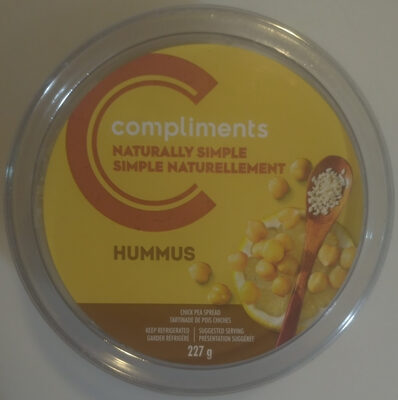 compliments
NATURALLY SIMPLE
SIMPLE NATURELLEMENT
HUMMUS
CHICK PEA SPREAD
TARTINADE DE POIS CHICHES
KEEP REFRIGERATED | SUGGESTED SERVING
GARDER RÉFRIGÉRÉ | PRÉSENTATION SUGGÉRÉE
227 g